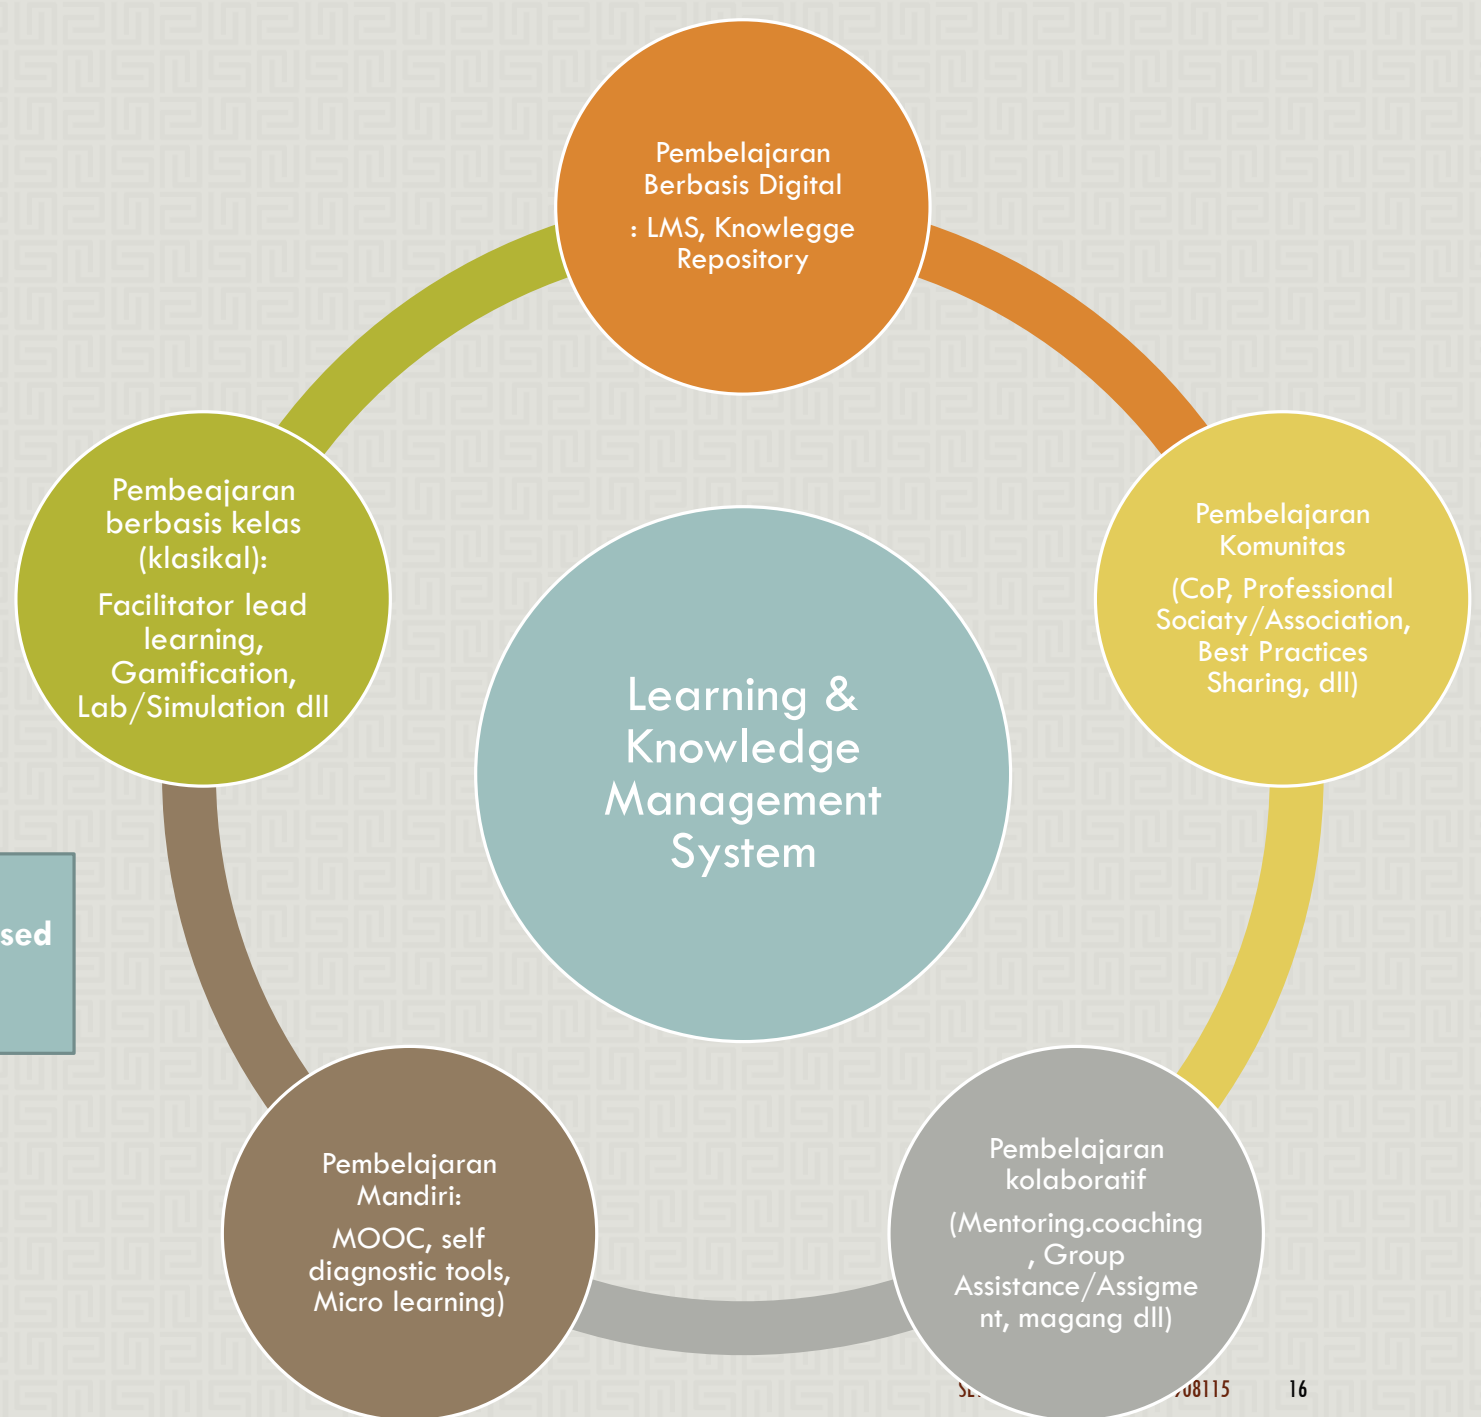 Pembelajaran
Berbasis Digital
: LMS, Knowlegge
Repository
Pembelajaran
Komunitas
(CoP, Professional
Sociaty/Association,
Best Practices
Sharing, dll)
Pembelajaran
kolaboratif
(Mentoring.coaching
, Group
Assistance/Assigme
nt, magang dll)
Pembelajaran
Mandiri:
MOOC, self
diagnostic tools,
Micro learning)
Pembeajaran
berbasis kelas
(klasikal):
Facilitator lead
learning,
Gamification,
Lab/Simulation dll
Learning &
Knowledge
Management
System
16